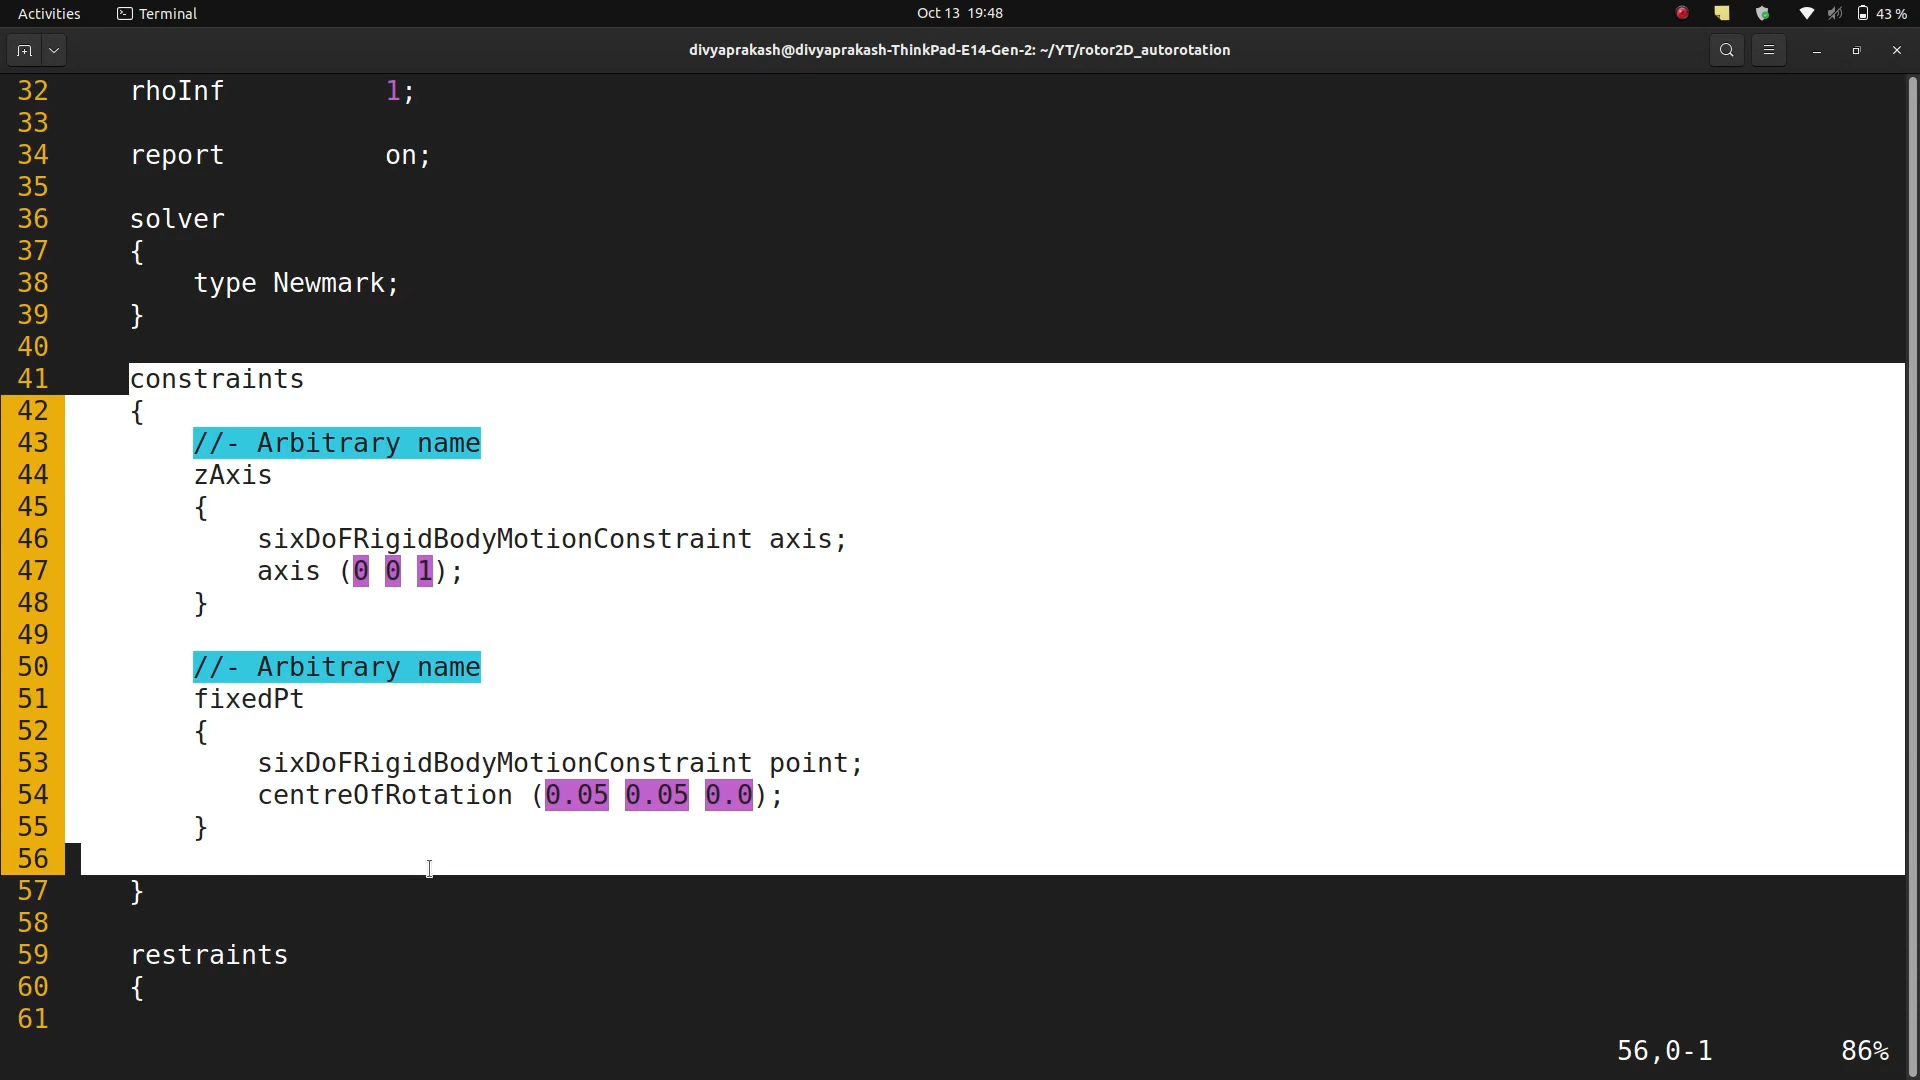 Activities Terminal Oct 13 19:48 43 %
divyaprakash@divyaprakash-ThinkPad-E14-Gen-2: ~/YT/rotor2D_autorotation
32 rhoInf 1;
33
34 report on;
35
36 solver
37 {
38 type Newmark;
39 }
40
41 constraints
42 {
43 //- Arbitrary name
44 zAxis
45 {
46 sixDoFRigidBodyMotionConstraint axis;
47 axis (0 0 1);
48 }
49
50 //- Arbitrary name
51 fixedPt
52 {
53 sixDoFRigidBodyMotionConstraint point;
54 centreOfRotation (0.05 0.05 0.0);
55 }
56
57 }
58
59 restraints
60 {
61
56,0-1 86%